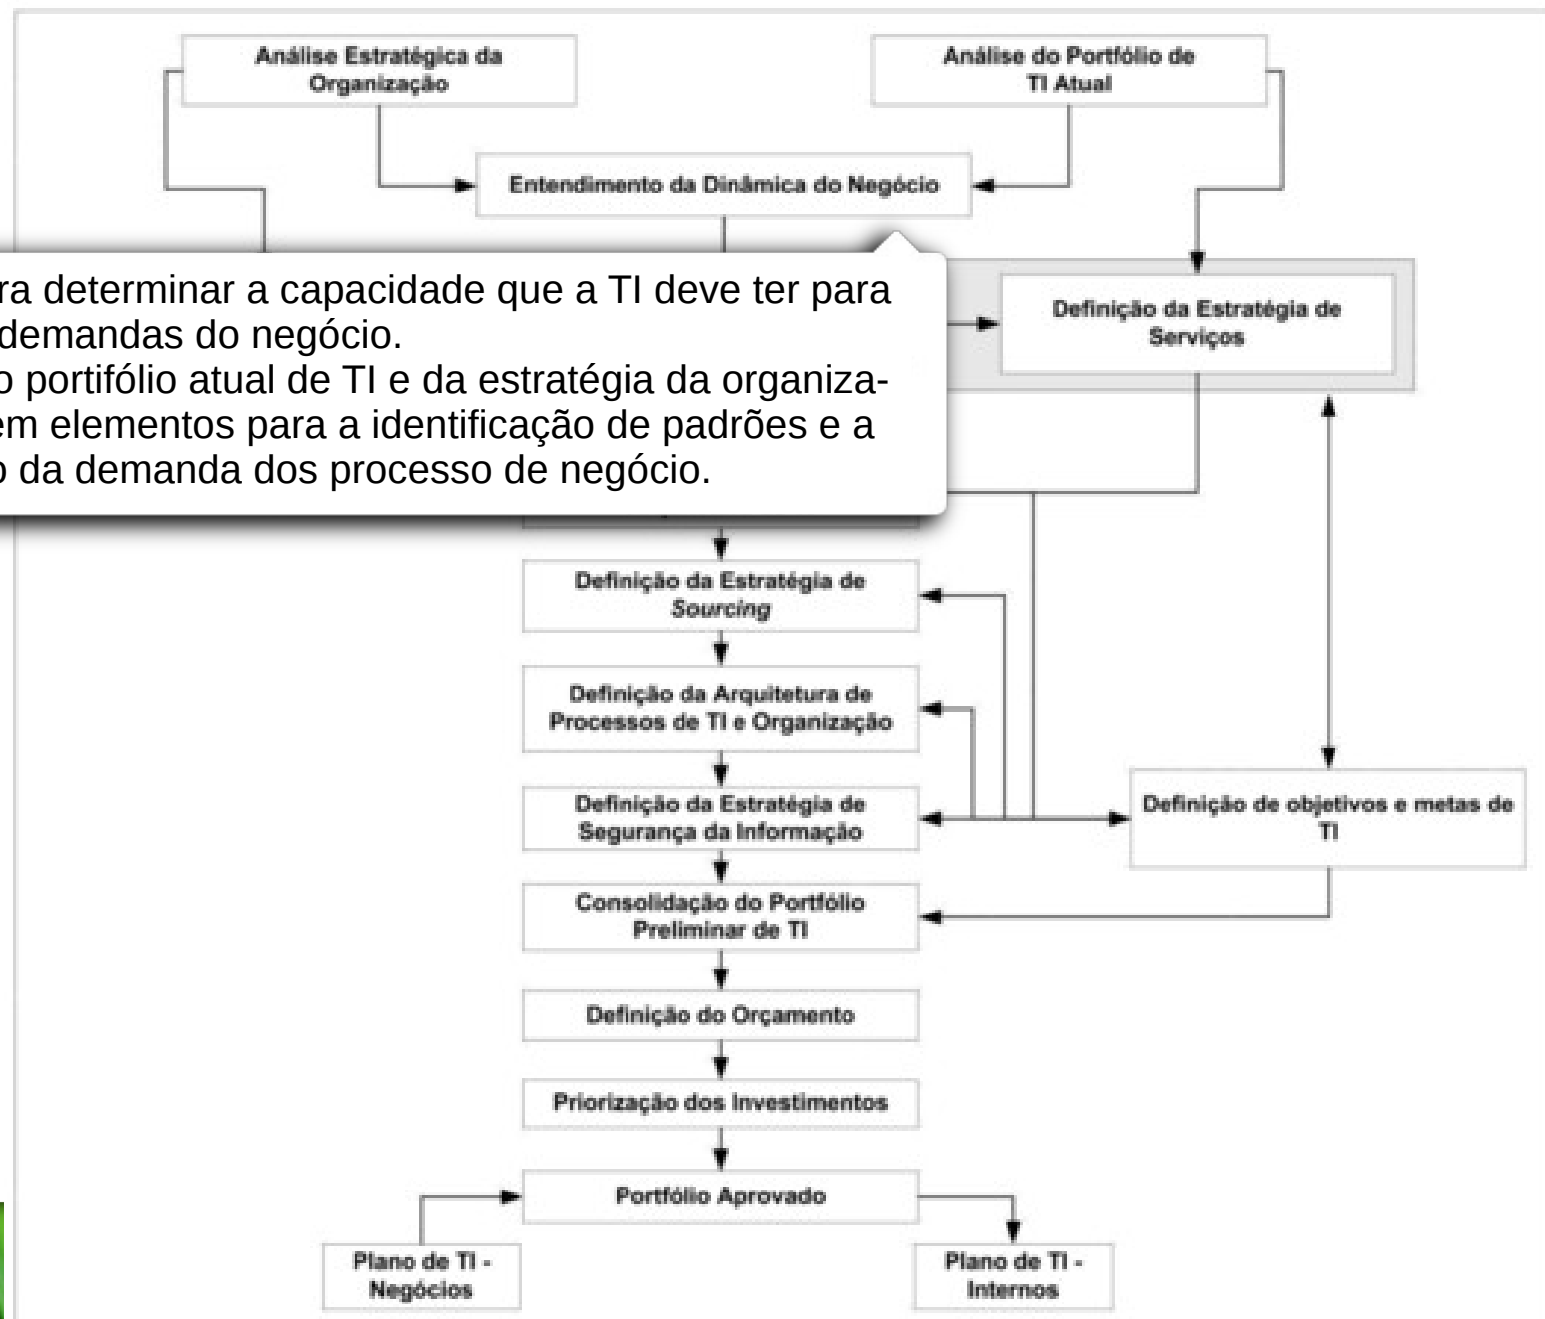 Análise Estratégica da
Organização
Análise do Portfólio de
TI Atual
Entendimento da Dinâmica do Negócio
determinar a capacidade que a TI deve ter para
demandas do negócio.
o portifólio atual de TI e da estratégia da organiza-
elementos para a identificação de padrões e a
da demanda dos processo de negócio.
Definição da Estratégia de
Serviços
Definição da Estratégia de
Sourcing
Definição da Arquitetura de
Processos de TI e Organização
Definição da Estratégia de
Segurança da Informação
Definição de objetivos e metas de
TI
Consolidação do Portfólio
Preliminar de TI
Definição do Orçamento
Priorização dos Investimentos
Portfólio Aprovado
Plano de TI -
Negócios
Plano de TI -
Internos